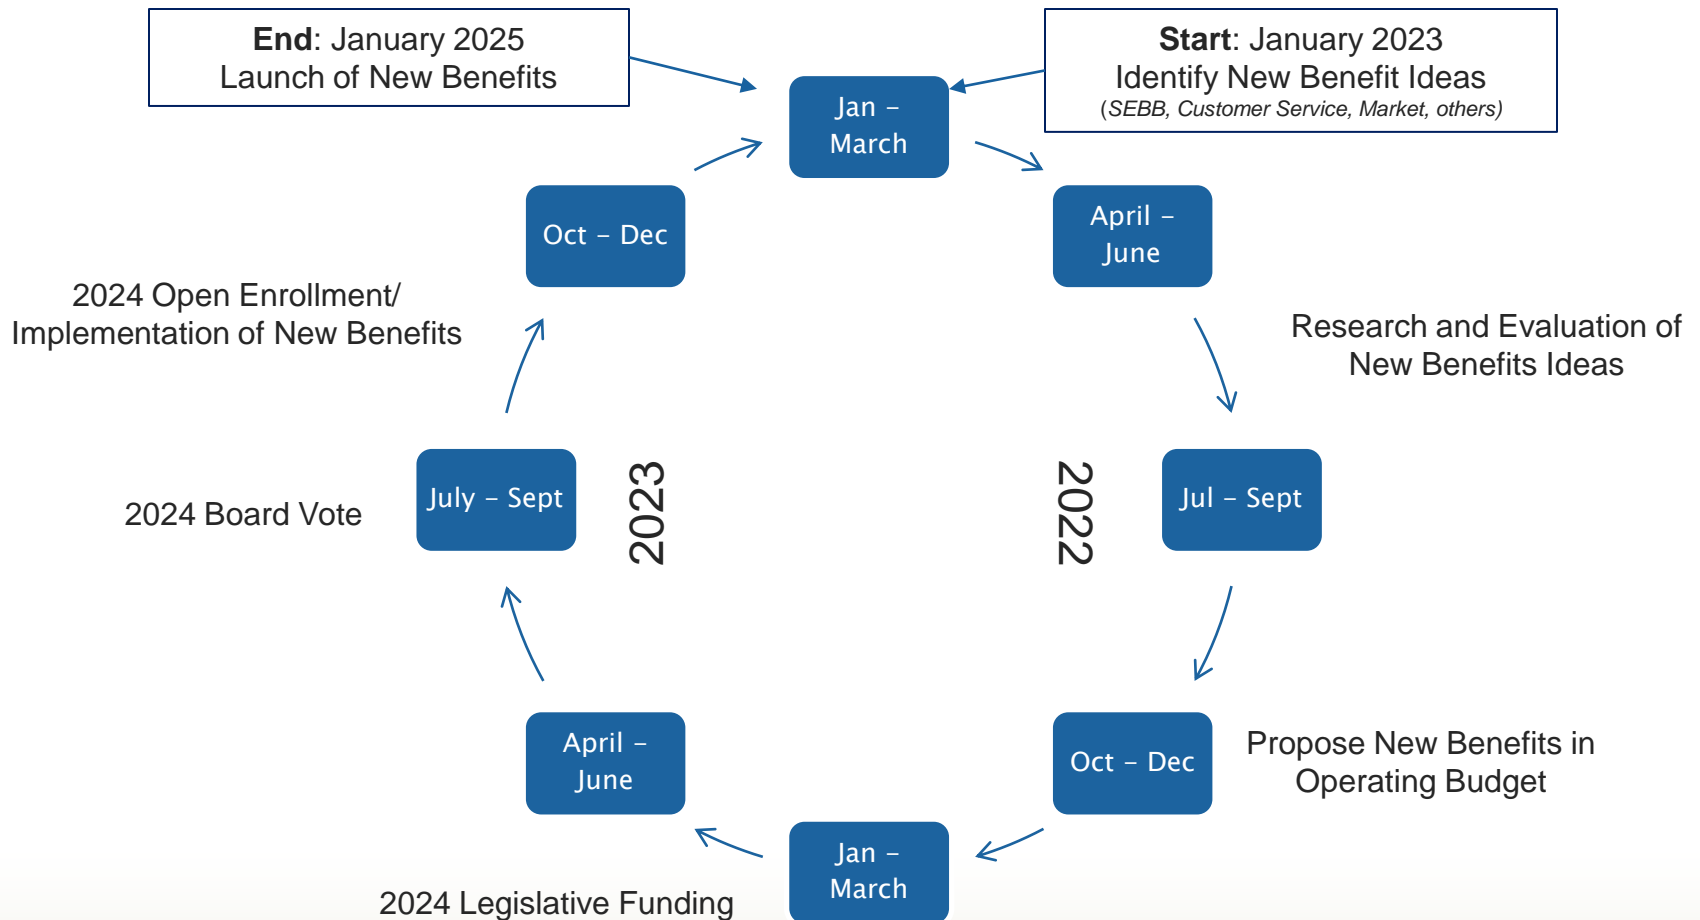 End: January 2025
Launch of New Benefits
Start: January 2023
Identify New Benefit Ideas
(SEBB, Customer Service, Market, others)
Jan –
March
April –
June
Research and Evaluation of
New Benefits Ideas
Jul – Sept
2022
Oct – Dec
Propose New Benefits in
Operating Budget
Jan –
March
2024 Legislative Funding
April –
June
July – Sept
2023
2024 Board Vote
2024 Open Enrollment/
Implementation of New Benefits
Oct – Dec